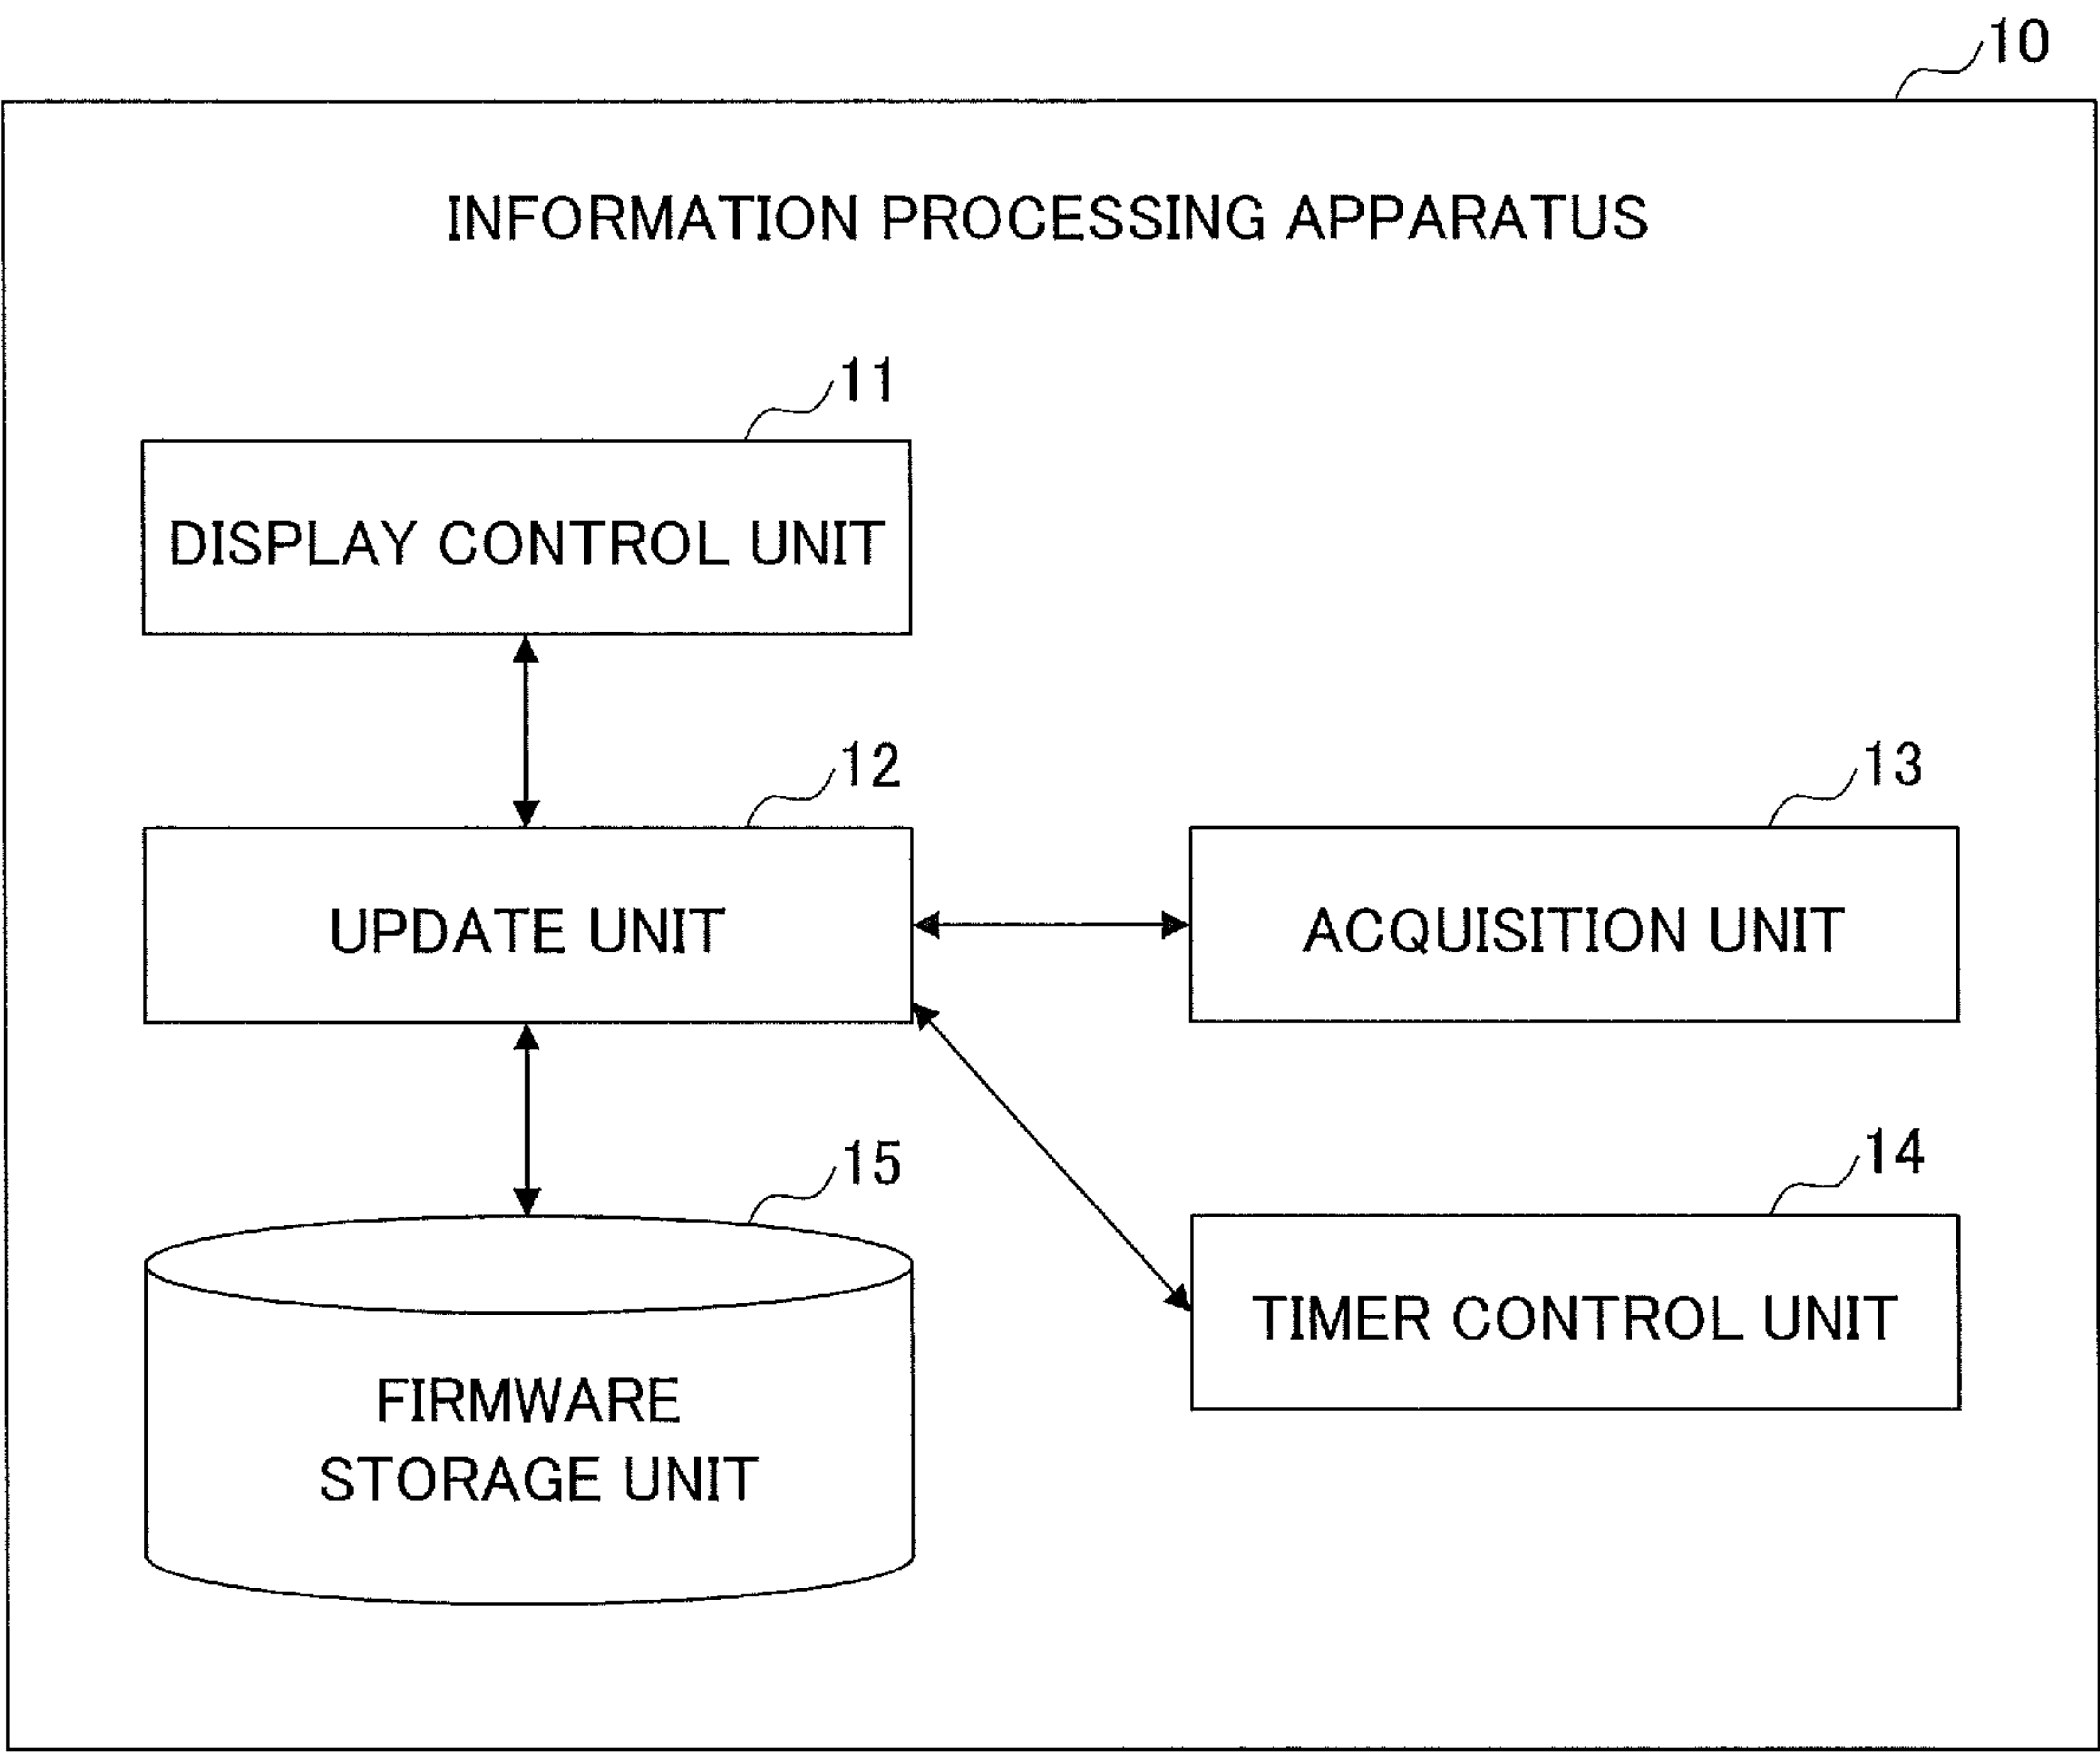 10
INFORMATION PROCESSING APPARATUS
11
DISPLAY CONTROL UNIT
12
UPDATE UNIT
13
ACQUISITION UNIT
14
TIMER CONTROL UNIT
15
FIRMWARE
STORAGE UNIT